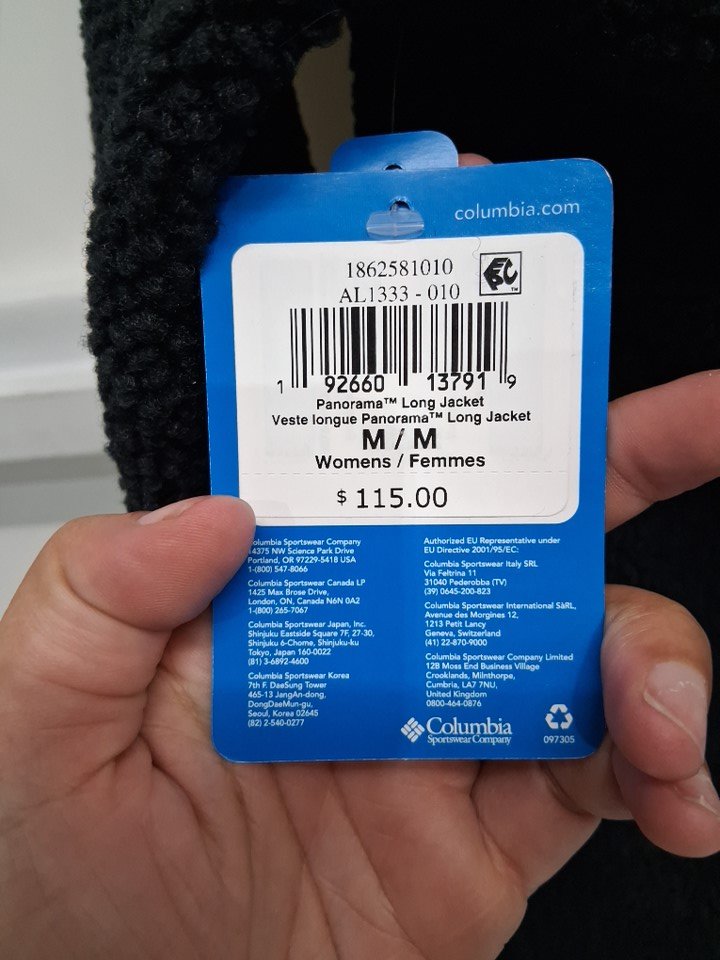 columbia.com
1862581010
AL1333 - 010
EPC™
1 92660 13791 9
Panorama™ Long Jacket
Veste longue Panorama™ Long Jacket
M / M
Womens / Femmes
$ 115.00
Columbia Sportswear Company
14375 NW Science Park Drive
Portland, OR 97229-5418 USA
1-(800) 547-8066
Columbia Sportswear Canada LP
1425 Max Brose Drive,
London, ON, Canada N6N 0A2
1-(800) 265-7067
Columbia Sportswear Japan, Inc.
Shinjuku Eastside Square 7F, 27-30,
Shinjuku 6-Chome, Shinjuku-ku
Tokyo, Japan 160-0022
(81) 3-6892-4600
Columbia Sportswear Korea
7th F. DaeSung Tower
465-13 JangAn-dong,
DongDaeMun-gu,
Seoul, Korea 02645
(82) 2-540-0277
Authorized EU Representative under
EU Directive 2001/95/EC:
Columbia Sportswear Italy SRL
Via Feltrina 11
31040 Pederobba (TV)
(39) 0645-200-823
Columbia Sportswear International SàRL,
Avenue des Morgines 12,
1213 Petit Lancy
Geneva, Switzerland
(41) 22-870-9000
Columbia Sportswear Company Limited
12B Moss End Business Village
Crooklands, Milnthorpe,
Cumbria, LA7 7NU,
United Kingdom
0800-464-0876
Columbia
Sportswear Company
097305